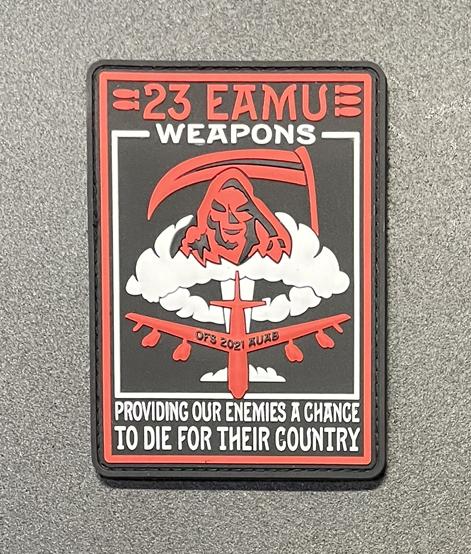 23 EAMU
WEAPONS
OFS 2021 AUAB
PROVIDING OUR ENEMIES A CHANCE
TO DIE FOR THEIR COUNTRY